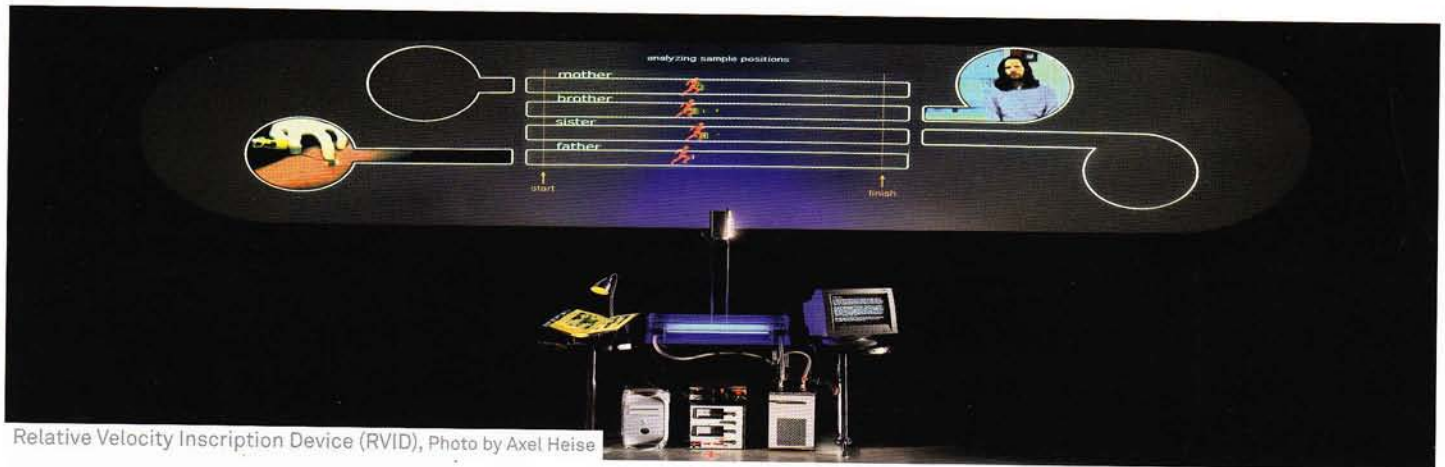 analyzing sample positions
mother
brother
sister
father
start
finish
Relative Velocity Inscription Device (RVID), Photo by Axel Heise